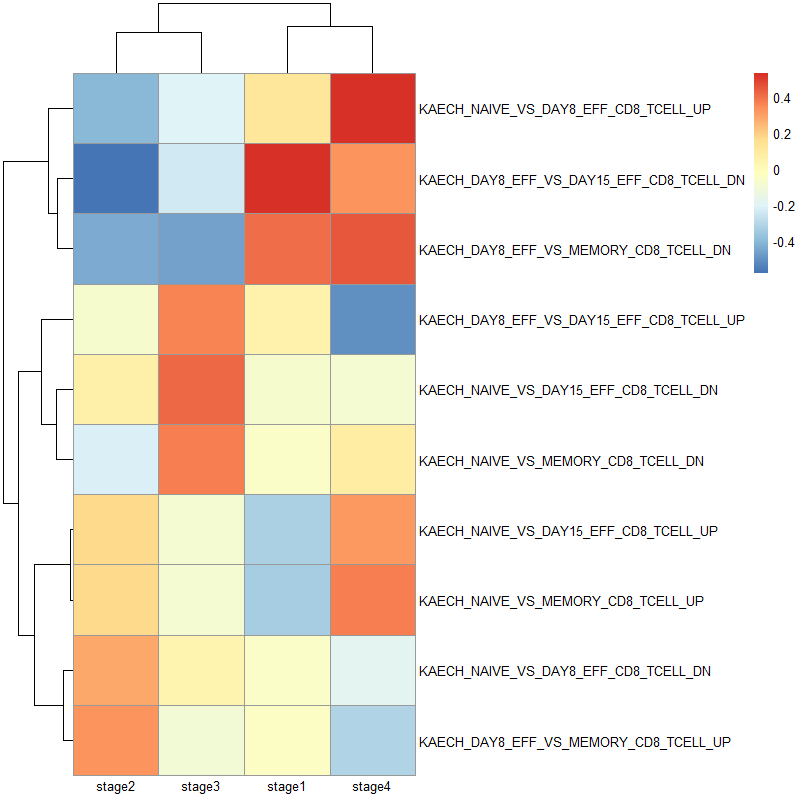 KAECH_NAIVE_VS_DAY8_EFF_CD8_TCELL_UP
KAECH_DAY8_EFF_VS_DAY15_EFF_CD8_TCELL_DN
KAECH_DAY8_EFF_VS_MEMORY_CD8_TCELL_DN
KAECH_DAY8_EFF_VS_DAY15_EFF_CD8_TCELL_UP
KAECH_NAIVE_VS_DAY15_EFF_CD8_TCELL_DN
KAECH_NAIVE_VS_MEMORY_CD8_TCELL_DN
KAECH_NAIVE_VS_DAY15_EFF_CD8_TCELL_UP
KAECH_NAIVE_VS_MEMORY_CD8_TCELL_UP
KAECH_NAIVE_VS_DAY8_EFF_CD8_TCELL_DN
KAECH_DAY8_EFF_VS_MEMORY_CD8_TCELL_UP
stage2 stage3 stage1 stage4
0.4
0.2
0
-0.2
-0.4